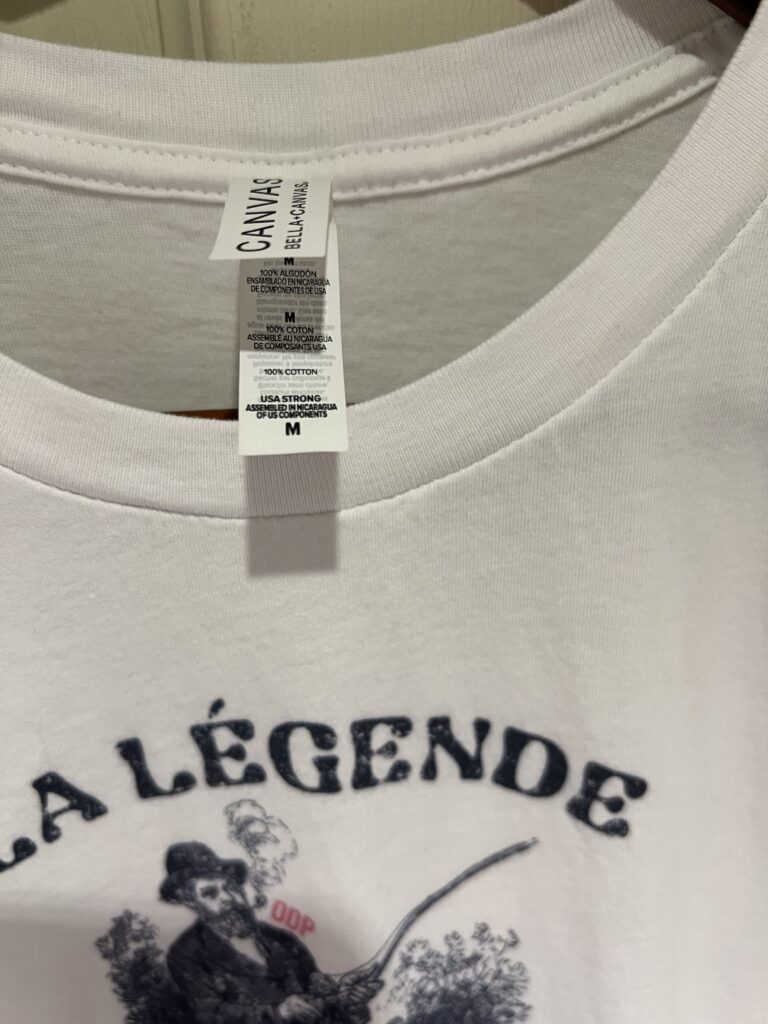 CANVAS
BELLA+CANVAS.
M
100% ALGODÓN
ENSAMBLADO EN NICARAGUA
DE COMPONENTES DE USA
M
100% COTON
ASSEMBLÉ AU NICARAGUA
DE COMPOSANTS USA
100% COTTON
USA STRONG
ASSEMBLED IN NICARAGUA
OF US COMPONENTS
M
LA LÉGENDE